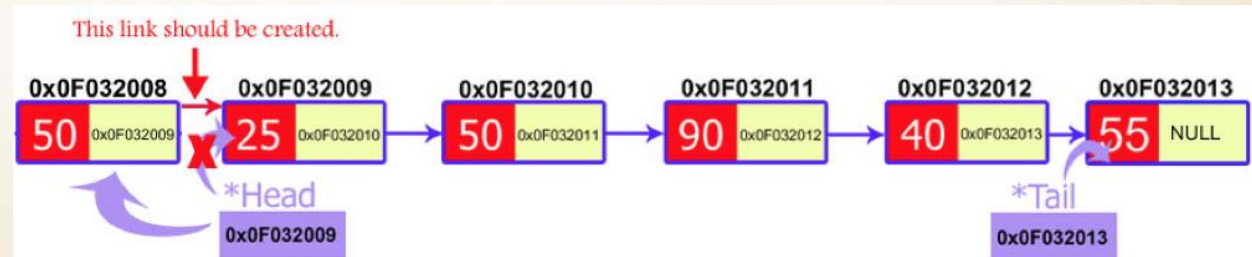 This link should be created.
0x0F032008 0x0F032009 0x0F032010 0x0F032011 0x0F032012 0x0F032013
50 0x0F032009 25 0x0F032010 50 0x0F032011 90 0x0F032012 40 0x0F032013 55 NULL
X
*Head *Tail
0x0F032009 0x0F032013